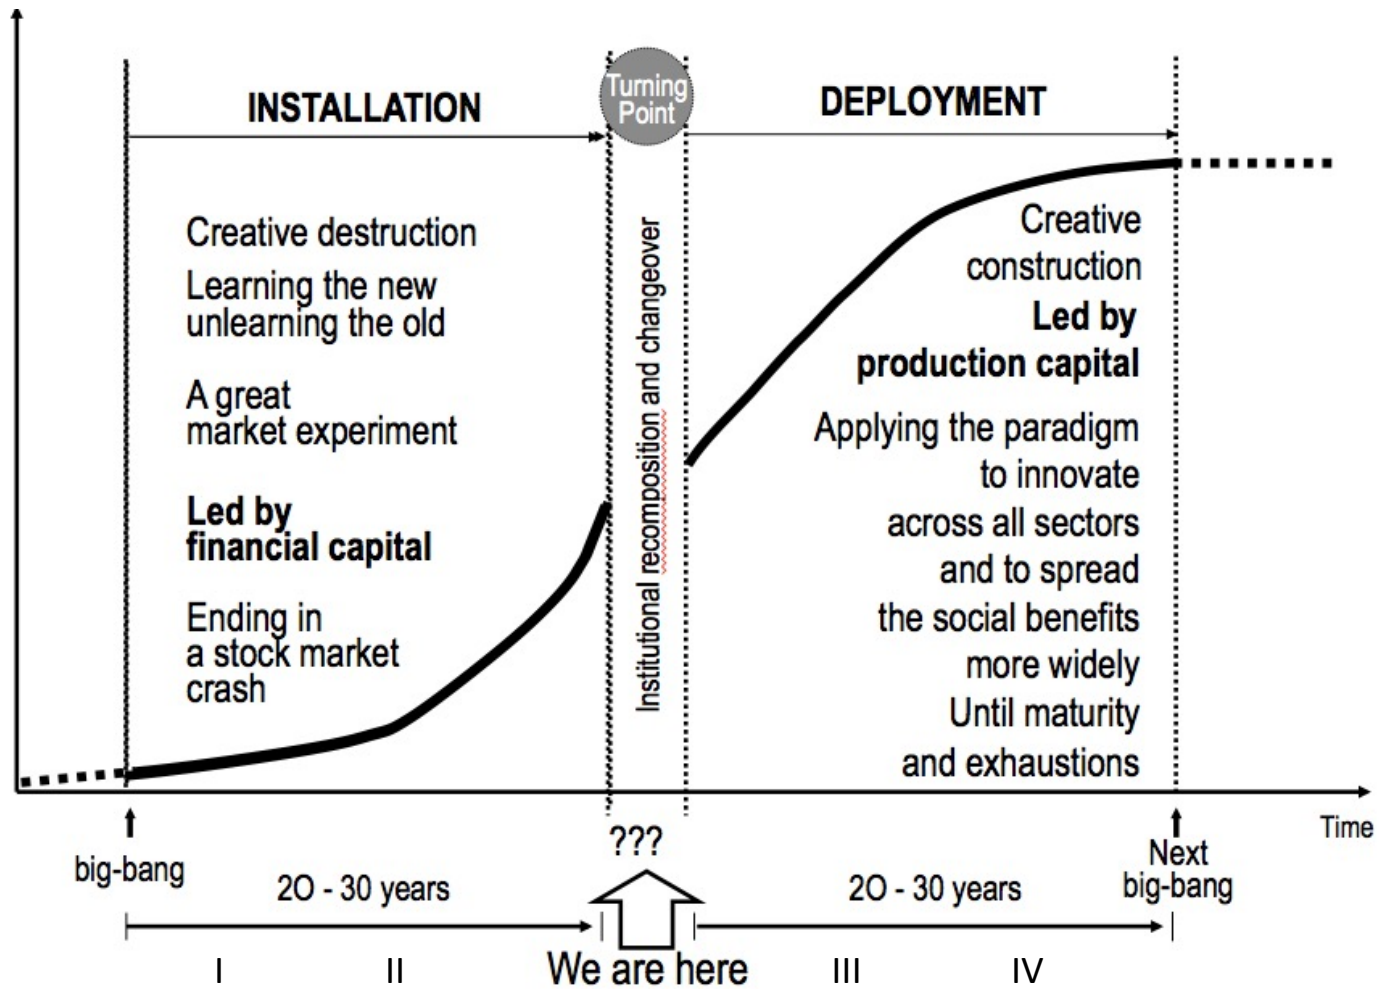 Turning
Point
INSTALLATION
DEPLOYMENT
Creative destruction
Learning the new
unlearning the old
A great
market experiment
Led by
financial capital
Ending in
a stock market
crash
Institutional recomposition and changeover
Creative
construction
Led by
production capital
Applying the paradigm
to innovate
across all sectors
and to spread
the social benefits
more widely
Until maturity
and exhaustions
Time
big-bang
???
Next
big-bang
2O - 30 years
2O - 30 years
We are here
I
II
III
IV